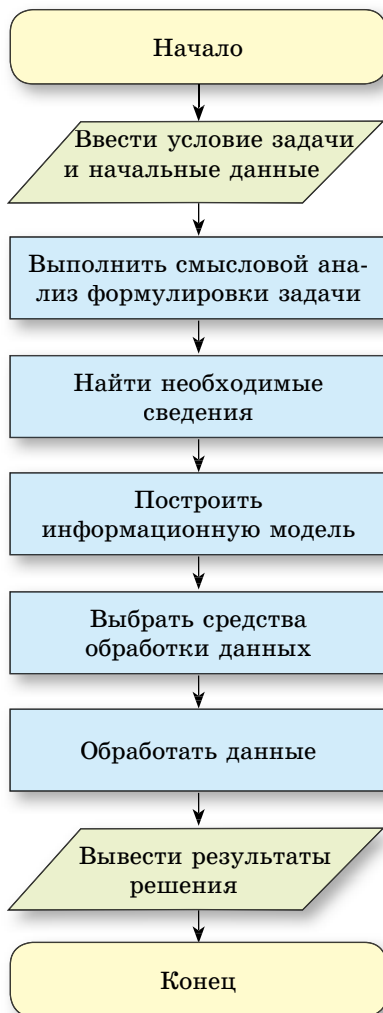 Начало
Ввести условие задачи
и начальные данные
Выполнить смысловой ана-
лиз формулировки задачи
Найти необходимые
сведения
Построить
информационную модель
Выбрать средства
обработки данных
Обработать данные
Вывести результаты
решения
Конец